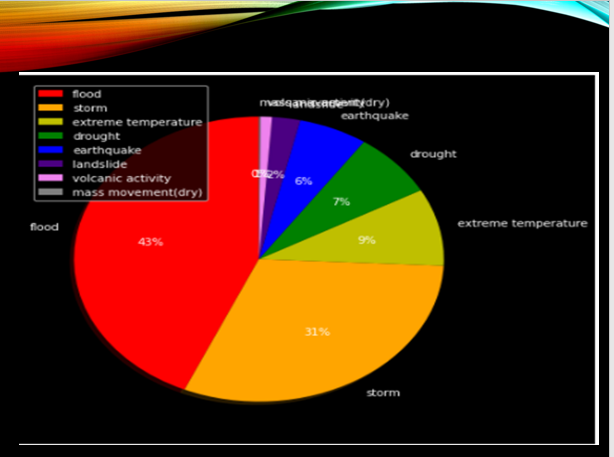 flood
storm
extreme temperature
drought
earthquake
landslide
volcanic activity
mass movement(dry)
earthquake
drought
extreme temperature
storm
flood
2%
6%
7%
9%
31%
43%